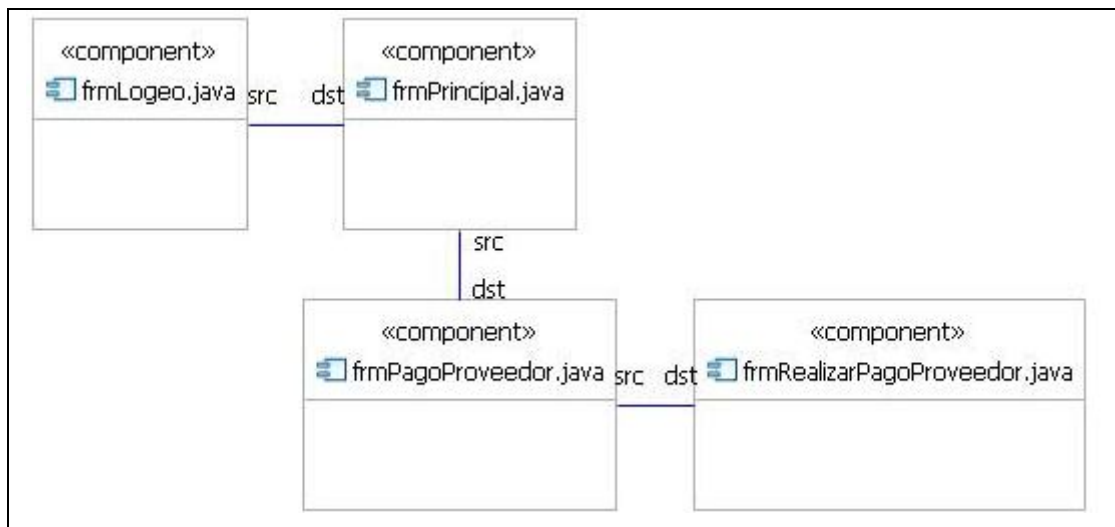 «component»
frmLogeo.java
src
dst
«component»
frmPrincipal.java
src
dst
«component»
frmPagoProveedor.java
src
dst
«component»
frmRealizarPagoProveedor.java